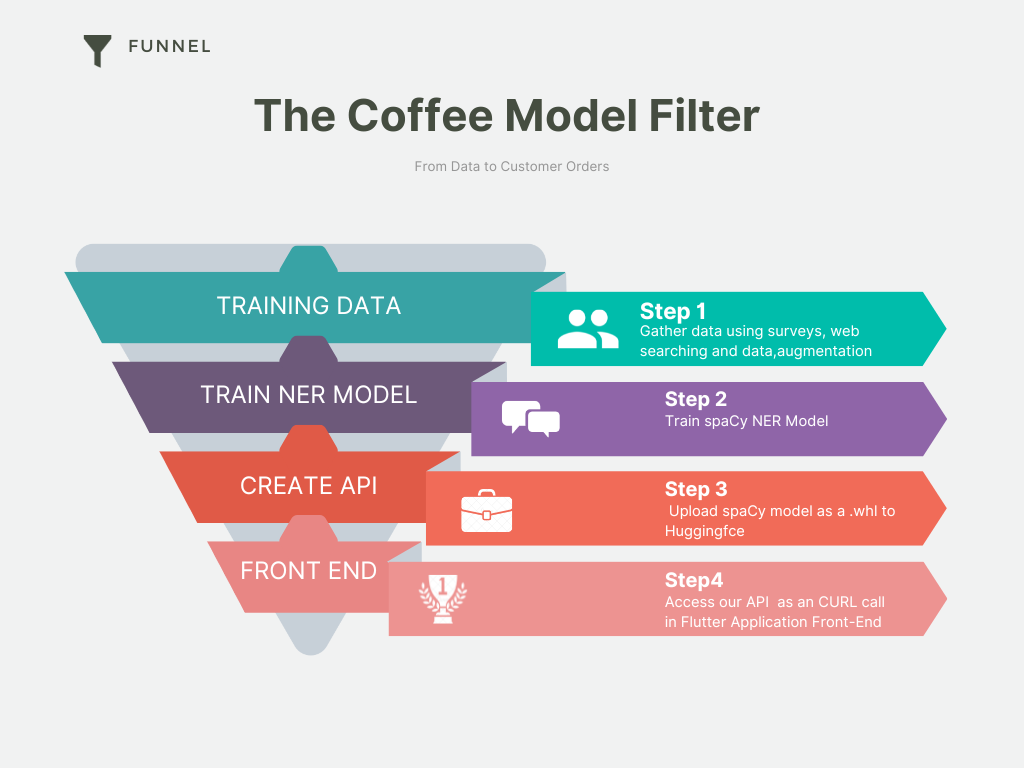 FUNNEL
The Coffee Model Filter
From Data to Customer Orders
TRAINING DATA
Step 1
Gather data using surveys, web
searching and data,augmentation
TRAIN NER MODEL
Step 2
Train spaCy NER Model
CREATE API
Step 3
Upload spaCy model as a .whl to
Huggingfce
FRONT END
1
Step4
Access our API  as an CURL call
in Flutter Application Front-End